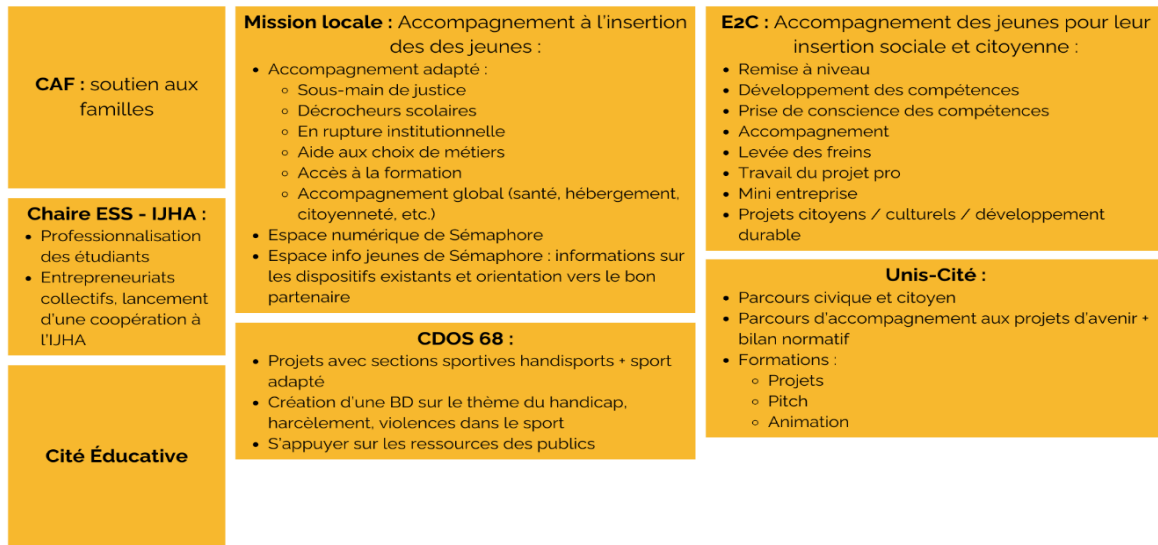 CAF : soutien aux
familles
Chaire ESS - IJHA :
• Professionnalisation
des étudiants
• Entrepreneuriats
collectifs, lancement
d'une coopération à
l'IJHA
Cité Éducative
Mission locale : Accompagnement à l'insertion
des des jeunes :
• Accompagnement adapté :
◦ Sous-main de justice
◦ Décrocheurs scolaires
◦ En rupture institutionnelle
◦ Aide aux choix de métiers
◦ Accès à la formation
◦ Accompagnement global (santé, hébergement,
citoyenneté, etc.)
• Espace numérique de Sémaphore
• Espace info jeunes de Sémaphore : informations sur
les dispositifs existants et orientation vers le bon
partenaire
CDOS 68 :
• Projets avec sections sportives handisports + sport
adapté
• Création d'une BD sur le thème du handicap,
harcèlement, violences dans le sport
• S'appuyer sur les ressources des publics
E2C : Accompagnement des jeunes pour leur
insertion sociale et citoyenne :
• Remise à niveau
• Développement des compétences
• Prise de conscience des compétences
• Accompagnement
• Levée des freins
• Travail du projet pro
• Mini entreprise
• Projets citoyens / culturels / développement
durable
Unis-Cité :
• Parcours civique et citoyen
• Parcours d'accompagnement aux projets d'avenir +
bilan normatif
• Formations :
◦ Projets
◦ Pitch
◦ Animation